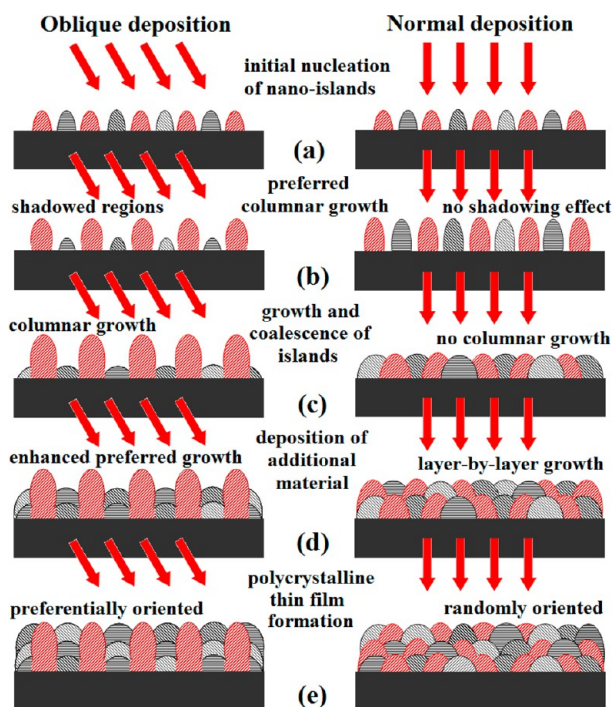 Oblique deposition
Normal deposition
initial nucleation
of nano-islands
(a)
shadowed regions
preferred
columnar growth
no shadowing effect
(b)
columnar growth
growth and
coalescence of
islands
no columnar growth
(c)
enhanced preferred growth
deposition of
additional
material
layer-by-layer growth
(d)
preferentially oriented
polycrystalline
thin film
formation
randomly oriented
(e)